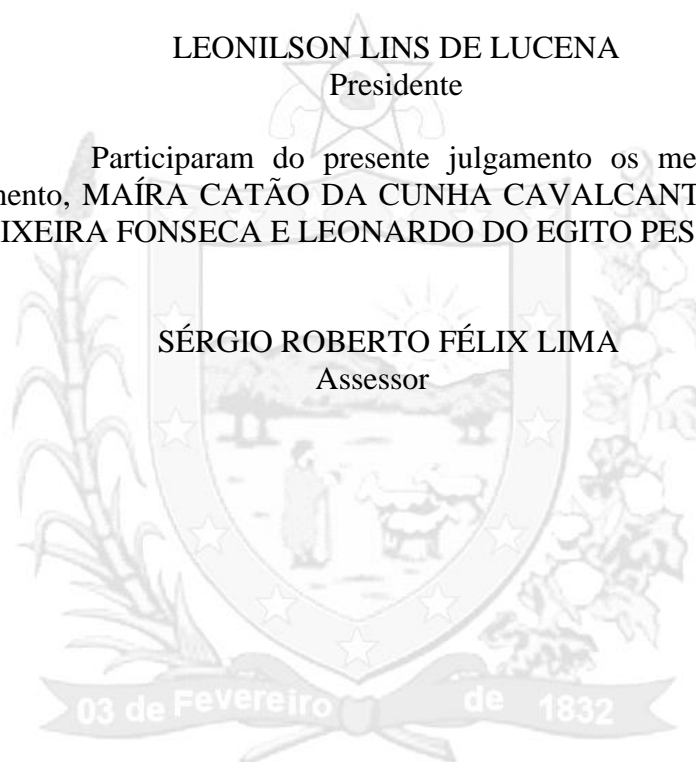 LEONILSON LINS DE LUCENA
Presidente
Participaram do presente julgamento os me
nento, MAÍRA CATÃO DA CUNHA CAVALCANT
IXEIRA FONSECA E LEONARDO DO EGITO PES
SÉRGIO ROBERTO FÉLIX LIMA
Assessor
03 de Fevereiro de 1832